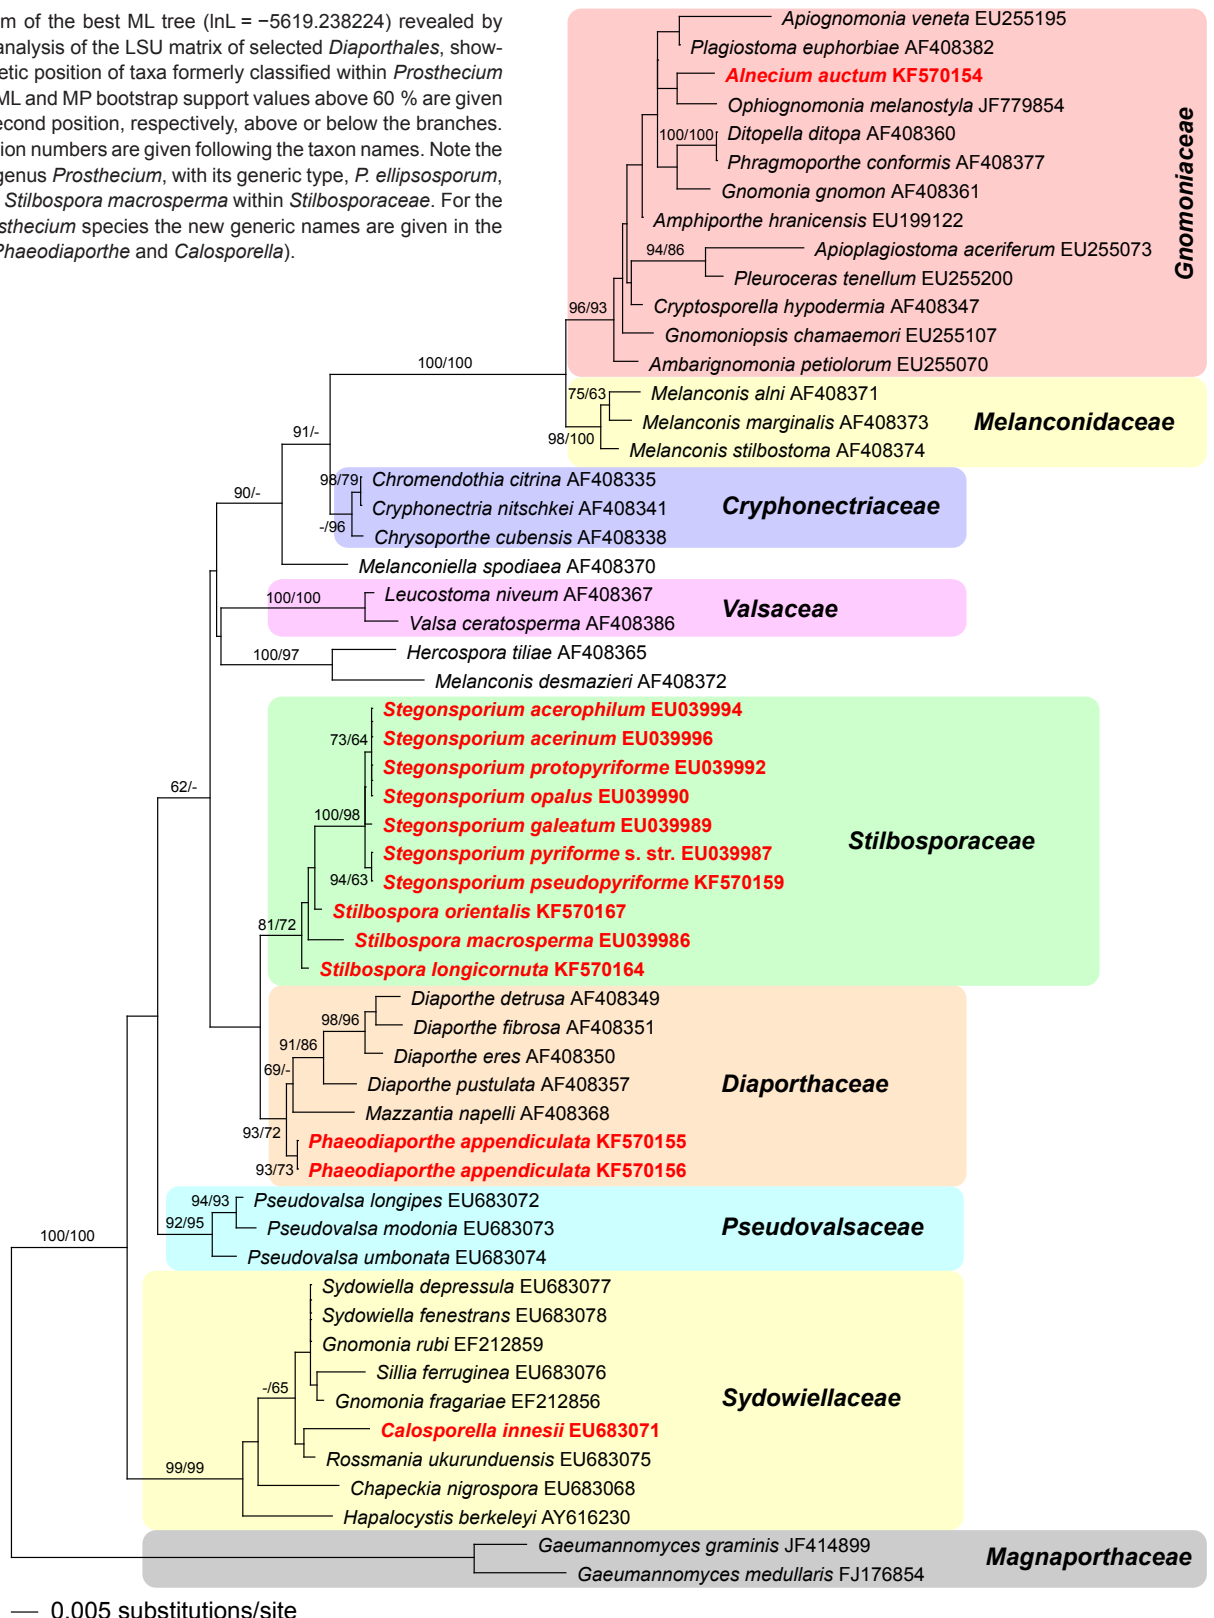 m of the best ML tree (lnL = −5619.238224) revealed by
analysis of the LSU matrix of selected Diaporthales, show-
etic position of taxa formerly classified within Prosthecium
ML and MP bootstrap support values above 60 % are given
econd position, respectively, above or below the branches.
ion numbers are given following the taxon names. Note the
genus Prosthecium, with its generic type, P. ellipsosporum,
Stilbospora macrosperma within Stilbosporaceae. For the
sthecium species the new generic names are given in the
Phaeodiaporthe and Calosporella).
Apiognomonia veneta EU255195
Plagiostoma euphorbiae AF408382
Alnecium auctum KF570154
Ophiognomonia melanostyla JF779854
100/100
Ditopella ditopa AF408360
Phragmoporthe conformis AF408377
Gnomonia gnomon AF408361
Amphiporthe hranicensis EU199122
94/86
Apioplagiostoma aceriferum EU255073
Pleuroceras tenellum EU255200
Cryptosporella hypodermia AF408347
96/93
Gnomoniopsis chamaemori EU255107
Ambarignomonia petiolorum EU255070
Gnomoniaceae
100/100
75/63
Melanconis alni AF408371
Melanconis marginalis AF408373
98/100
Melanconis stilbostoma AF408374
Melanconidaceae
91/-
98/79
Chromendothia citrina AF408335
Cryphonectria nitschkei AF408341
-/96
Chrysoporthe cubensis AF408338
Cryphonectriaceae
90/-
Melanconiella spodiaea AF408370
100/100
Leucostoma niveum AF408367
Valsa ceratosperma AF408386
Valsaceae
100/97
Hercospora tiliae AF408365
Melanconis desmazieri AF408372
Stegonsporium acerophilum EU039994
73/64
Stegonsporium acerinum EU039996
Stegonsporium protopyriforme EU039992
62/-
Stegonsporium opalus EU039990
100/98
Stegonsporium galeatum EU039989
Stegonsporium pyriforme s. str. EU039987
94/63
Stegonsporium pseudopyriforme KF570159
Stilbospora orientalis KF570167
81/72
Stilbospora macrosperma EU039986
Stilbospora longicornuta KF570164
Stilbosporaceae
Diaporthe detrusa AF408349
98/96
Diaporthe fibrosa AF408351
91/86
Diaporthe eres AF408350
69/-
Diaporthe pustulata AF408357
Mazzantia napelli AF408368
93/72
Phaeodiaporthe appendiculata KF570155
93/73
Phaeodiaporthe appendiculata KF570156
Diaporthaceae
94/93
Pseudovalsa longipes EU683072
92/95
Pseudovalsa modonia EU683073
Pseudovalsa umbonata EU683074
Pseudovalsaceae
100/100
Sydowiella depressula EU683077
Sydowiella fenestrans EU683078
Gnomonia rubi EF212859
Sillia ferruginea EU683076
-/65
Gnomonia fragariae EF212856
Calosporella innesii EU683071
Rossmania ukurunduensis EU683075
99/99
Chapeckia nigrospora EU683068
Hapalocystis berkeleyi AY616230
Sydowiellaceae
Gaeumannomyces graminis JF414899
Gaeumannomyces medullaris FJ176854
Magnaporthaceae
0.005 substitutions/site